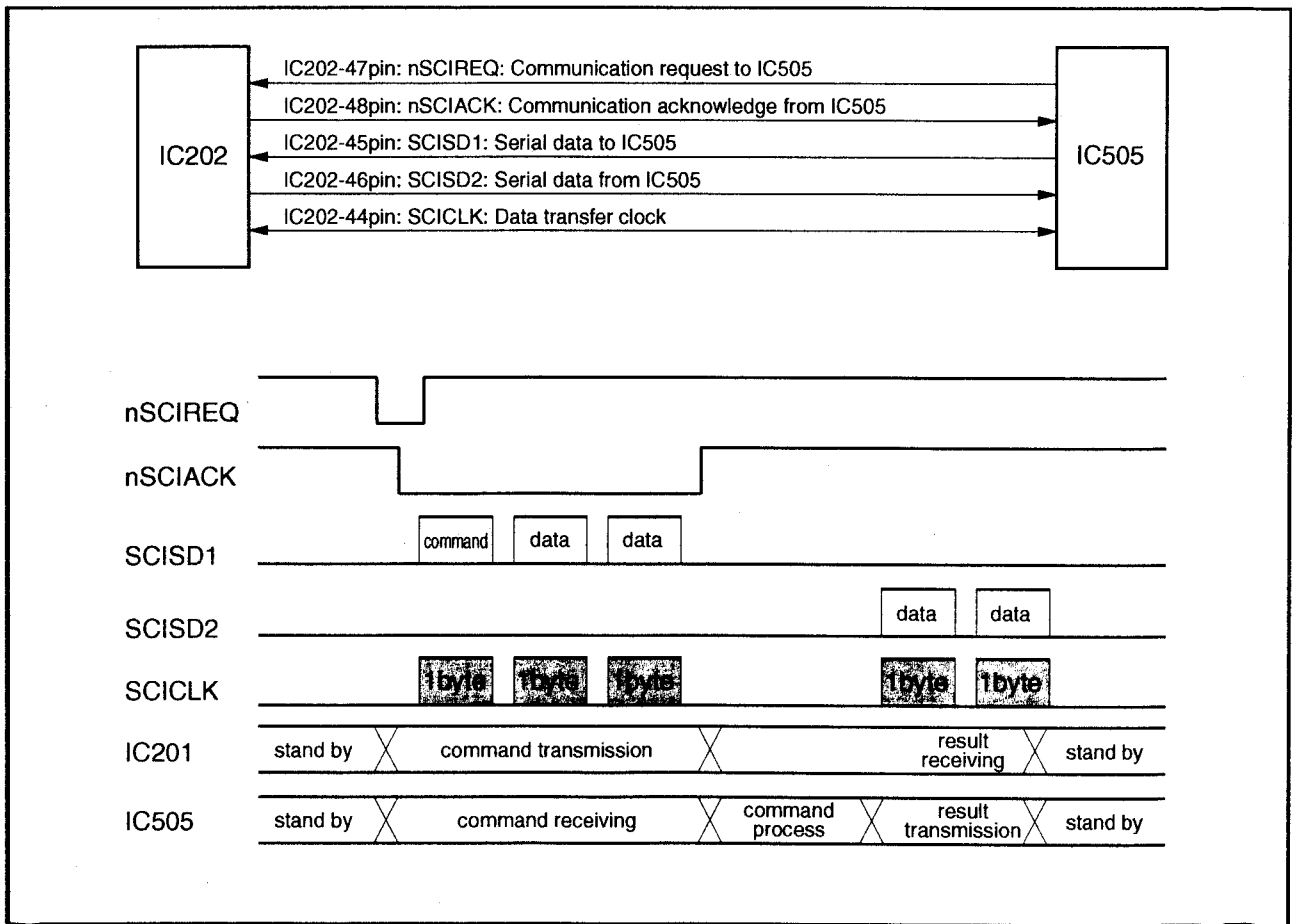 IC202-47pin: nSCIREQ: Communication request to IC505
IC202-48pin: nSCIACK: Communication acknowledge from IC505
IC202
IC505
IC202-45pin: SCISD1: Serial data to IC505
IC202-46pin: SCISD2: Serial data from IC505
IC202-44pin: SCICLK: Data transfer clock
nSCIREQ
nSCIACK
SCISD1 command data data
SCISD2 data data
SCICLK 1byte 1byte 1byte 1byte 1byte
IC201 stand by command transmission result receiving stand by
IC505 stand by command receiving command process result transmission stand by